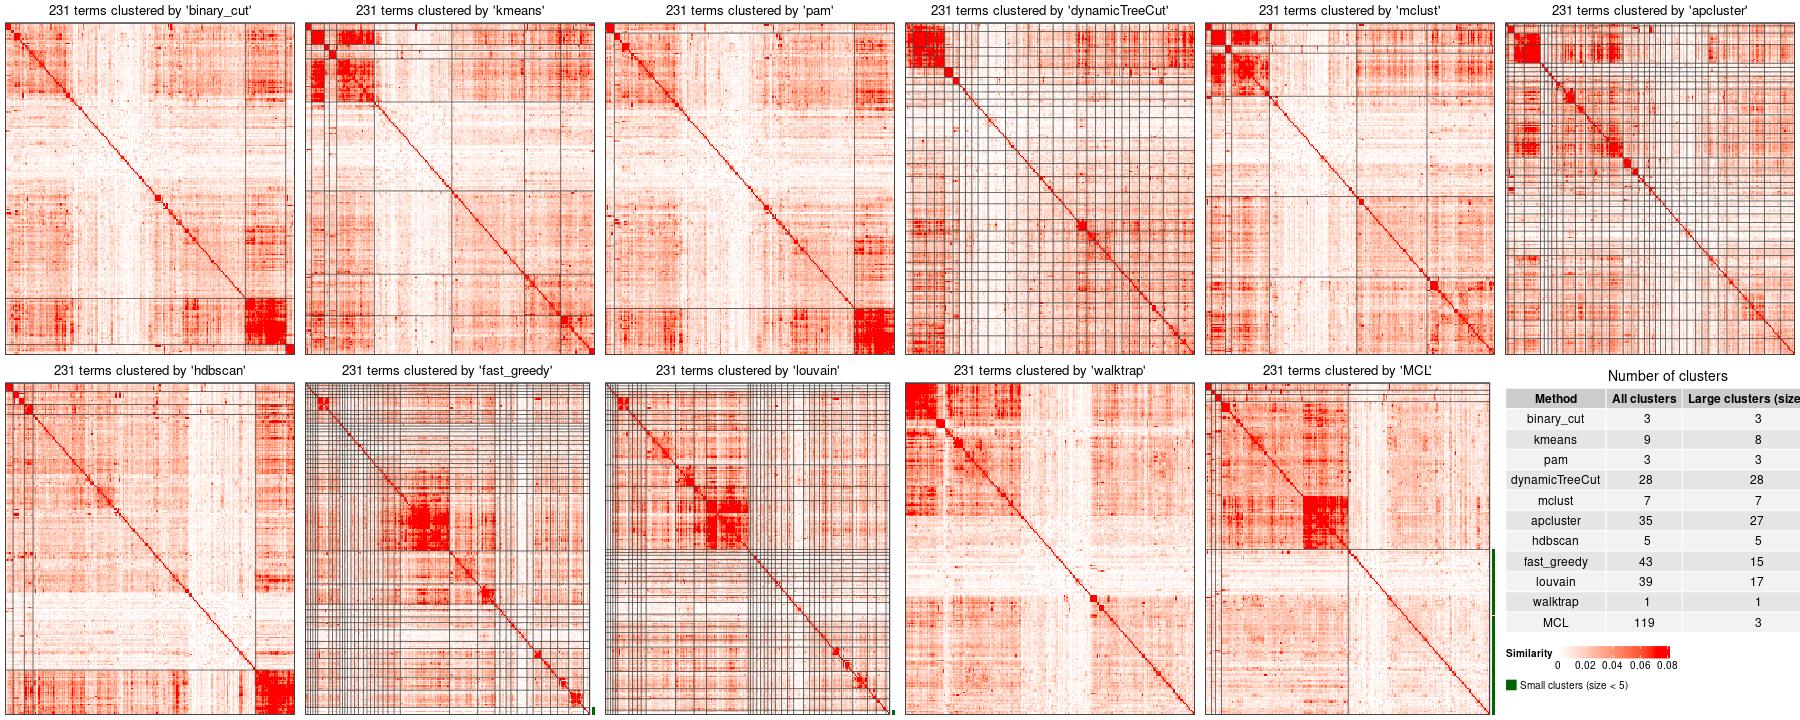 231 terms clustered by 'binary_cut'
231 terms clustered by 'kmeans'
231 terms clustered by 'pam'
231 terms clustered by 'dynamicTreeCut'
231 terms clustered by 'mclust'
231 terms clustered by 'apcluster'
231 terms clustered by 'hdbscan'
231 terms clustered by 'fast_greedy'
231 terms clustered by 'louvain'
231 terms clustered by 'walktrap'
231 terms clustered by 'MCL'
Number of clusters
Method All clusters Large clusters (size
binary_cut 3 3
kmeans 9 8
pam 3 3
dynamicTreeCut 28 28
mclust 7 7
apcluster 35 27
hdbscan 5 5
fast_greedy 43 15
louvain 39 17
walktrap 1 1
MCL 119 3
Similarity
0 0.02 0.04 0.06 0.08
Small clusters (size < 5)